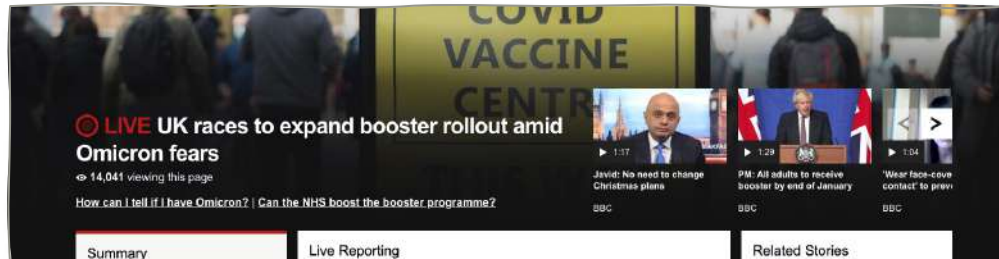 COVID
VACCINE
CENTR
LIVE UK races to expand booster rollout amid
Omicron fears
14,041 viewing this page
How can I tell if I have Omicron? | Can the NHS boost the booster programme?
1:17
Javid: No need to change
Christmas plans
BBC
1:29
PM: All adults to receive
booster by end of January
BBC
1:04
'Wear face-cove
contact' to preve
BBC
Summary
Live Reporting
Related Stories